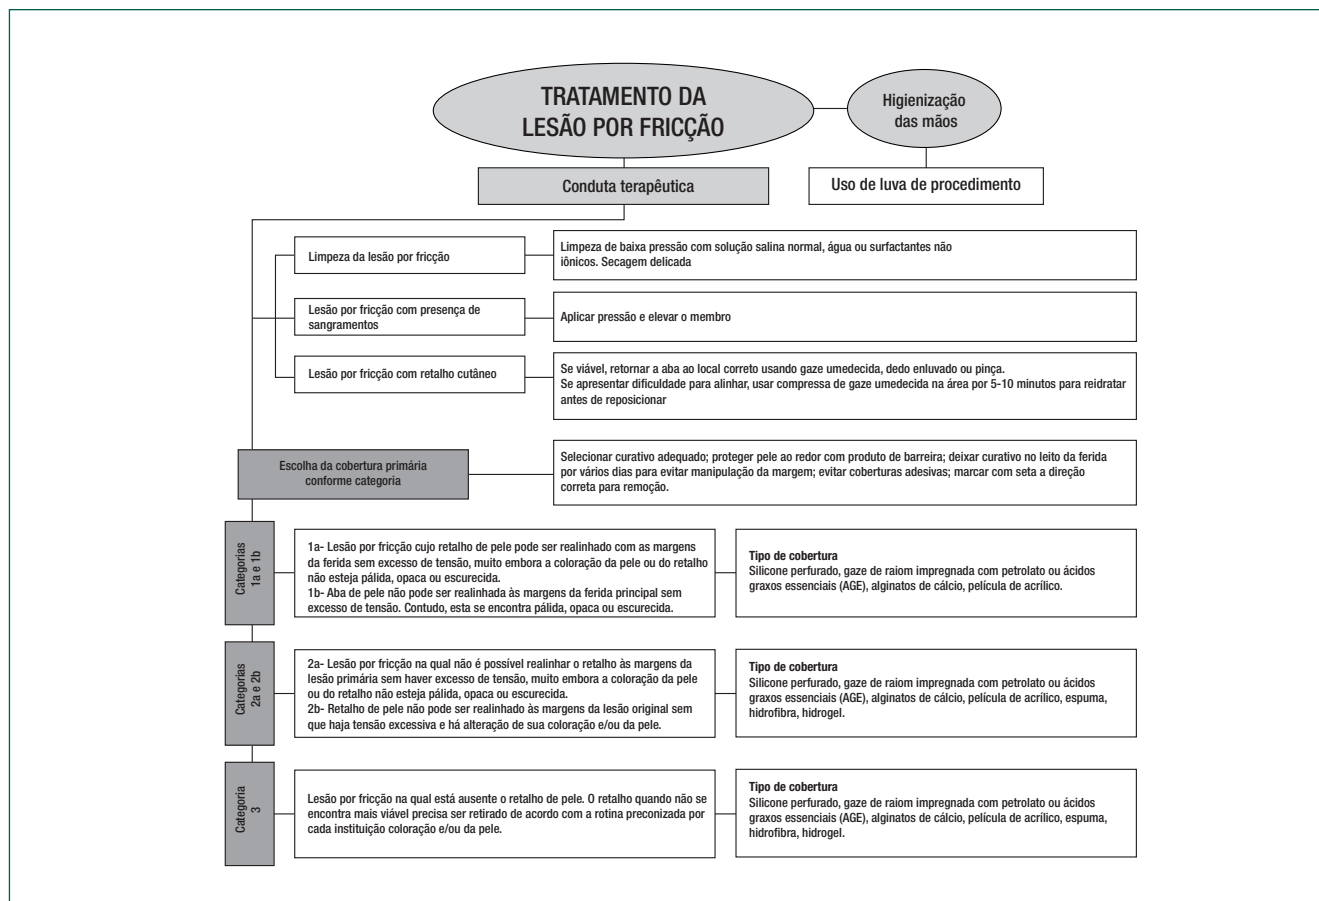 TRATAMENTO DA
LESÃO POR FRICÇÃO
Higienização
das mãos
Conduta terapêutica
Uso de luva de procedimento
Limpeza da lesão por fricção
Limpeza de baixa pressão com solução salina normal, água ou surfactantes não
iônicos. Secagem delicada
Lesão por fricção com presença de
sangramentos
Aplicar pressão e elevar o membro
Lesão por fricção com retalho cutâneo
Se viável, retornar a aba ao local correto usando gaze umedecida, dedo enluvado ou pinça.
Se apresentar dificuldade para alinhar, usar compressa de gaze umedecida na área por 5-10 minutos para reidratar
antes de reposicionar
Escolha da cobertura primária
conforme categoria
Selecionar curativo adequado; proteger pele ao redor com produto de barreira; deixar curativo no leito da ferida
por vários dias para evitar manipulação da margem; evitar coberturas adesivas; marcar com seta a direção
correta para remoção.
Categorias
1a e 1b
1a- Lesão por fricção cujo retalho de pele pode ser realinhado com as margens
da ferida sem excesso de tensão, muito embora a coloração da pele ou do retalho
não esteja pálida, opaca ou escurecida.
1b- Aba de pele não pode ser realinhada às margens da ferida principal sem
excesso de tensão. Contudo, esta se encontra pálida, opaca ou escurecida.
Tipo de cobertura
Silicone perfurado, gaze de raiom impregnada com petrolato ou ácidos
graxos essenciais (AGE), alginatos de cálcio, película de acrílico.
Categorias
2a e 2b
2a- Lesão por fricção na qual não é possível realinhar o retalho às margens da
lesão primária sem haver excesso de tensão, muito embora a coloração da pele
ou do retalho não esteja pálida, opaca ou escurecida.
2b- Retalho de pele não pode ser realinhado às margens da lesão original sem
que haja tensão excessiva e há alteração de sua coloração e/ou da pele.
Tipo de cobertura
Silicone perfurado, gaze de raiom impregnada com petrolato ou ácidos
graxos essenciais (AGE), alginatos de cálcio, película de acrílico, espuma,
hidrofibra, hidrogel.
Categoria
3
Lesão por fricção na qual está ausente o retalho de pele. O retalho quando não se
encontra mais viável precisa ser retirado de acordo com a rotina preconizada por
cada instituição coloração e/ou da pele.
Tipo de cobertura
Silicone perfurado, gaze de raiom impregnada com petrolato ou ácidos
graxos essenciais (AGE), alginatos de cálcio, película de acrílico, espuma,
hidrofibra, hidrogel.